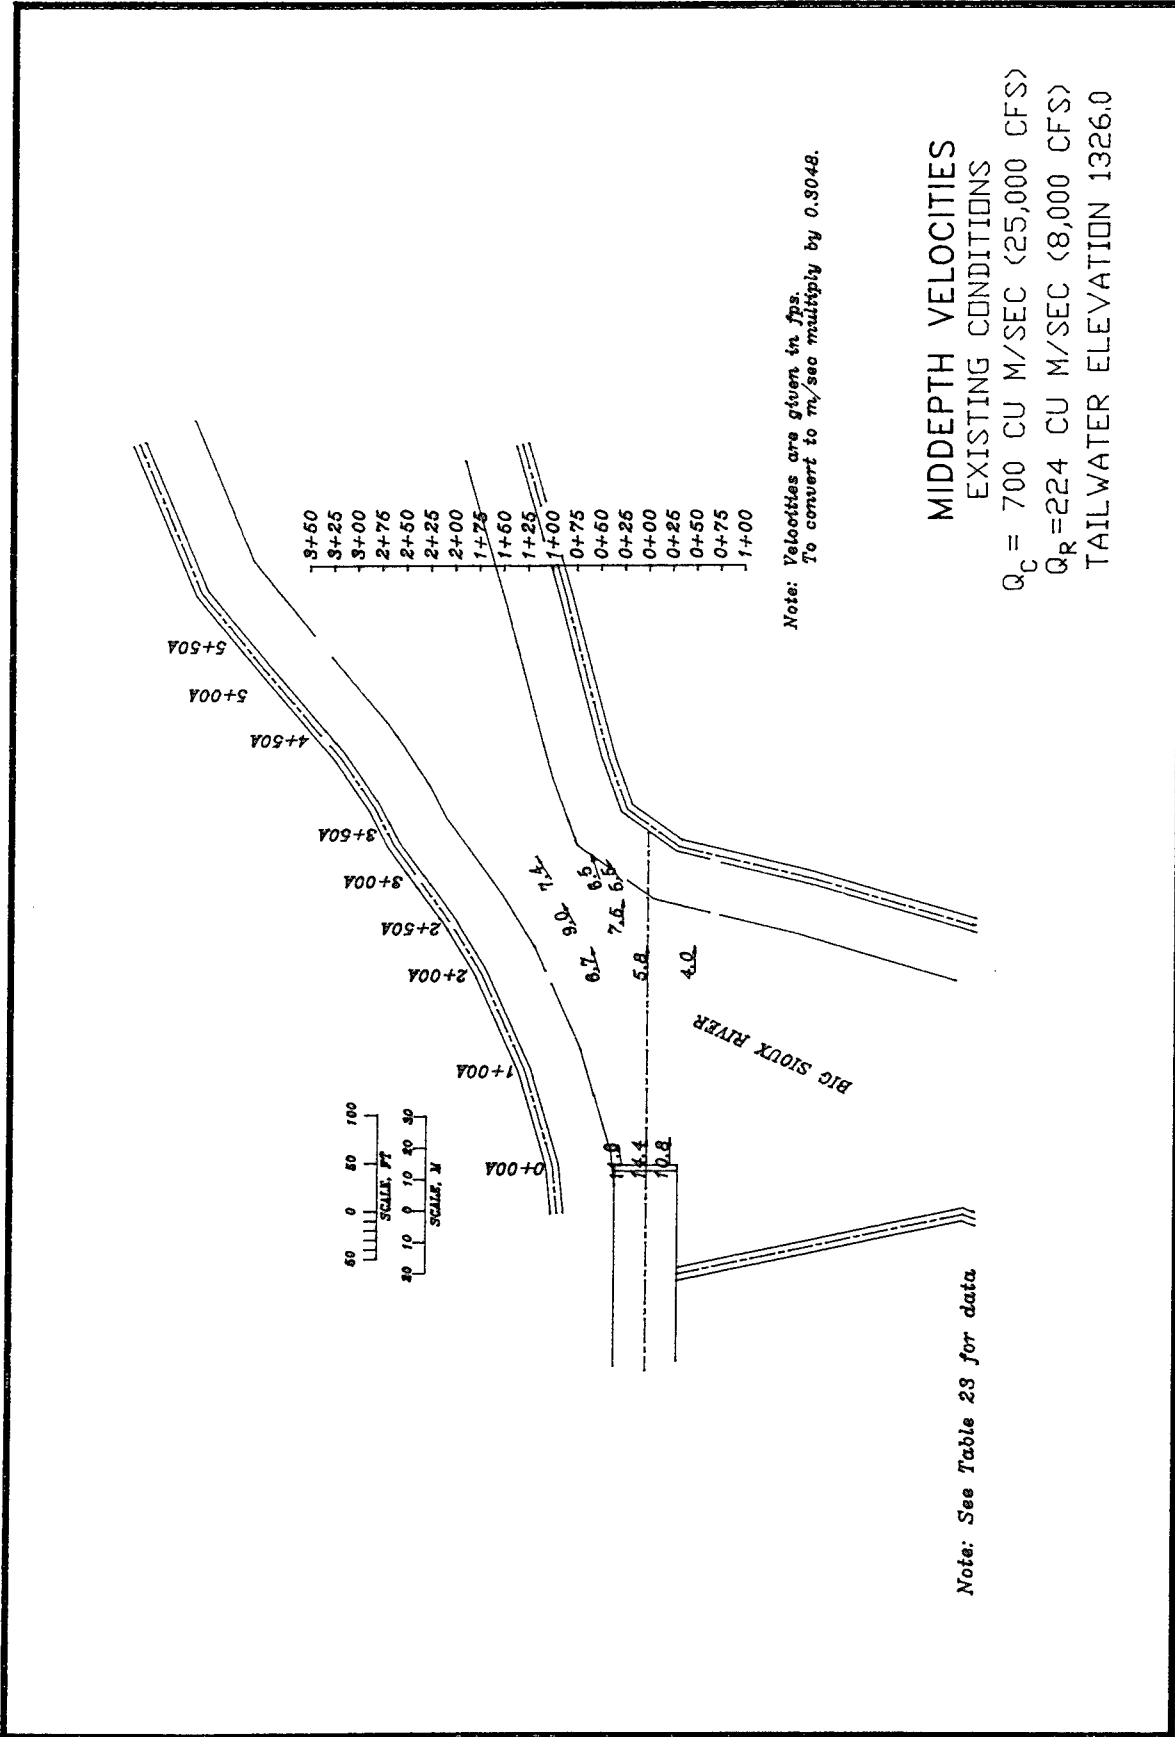 5+50A
5+00A
4+50A
3+50A
3+00A
2+50A
2+00A
1+00A
0+00A
50 0 50 100
SCALE, FT
20 10 0 10 20 30
SCALE, M
3+50
3+25
3+00
2+75
2+50
2+25
2+00
1+75
1+50
1+25
1+00
0+75
0+50
0+25
0+00
0+25
0+50
0+75
1+00
7.4
9.0
6.5
5.5
6.7
7.6
5.8
4.0
14.4
10.8
BIG SIOUX RIVER
Note: Velocities are given in fps.
To convert to m/sec multiply by 0.3048.
Note: See Table 23 for data
MIDDEPTH VELOCITIES
EXISTING CONDITIONS
QC = 700 CU M/SEC (25,000 CFS)
QR =224 CU M/SEC (8,000 CFS)
TAILWATER ELEVATION 1326.0